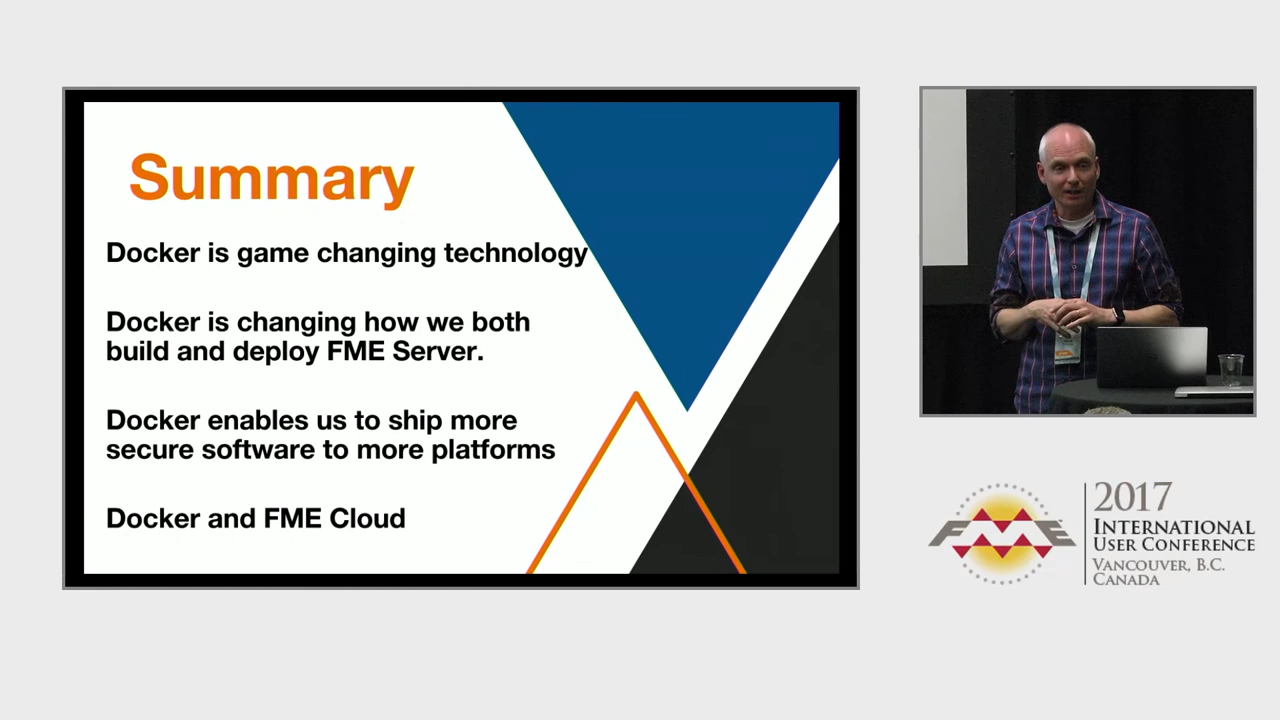 Summary
Docker is game changing technology
Docker is changing how we both
build and deploy FME Server.
Docker enables us to ship more
secure software to more platforms
Docker and FME Cloud
FME
2017
International
User Conference
Vancouver, B.C.
Canada